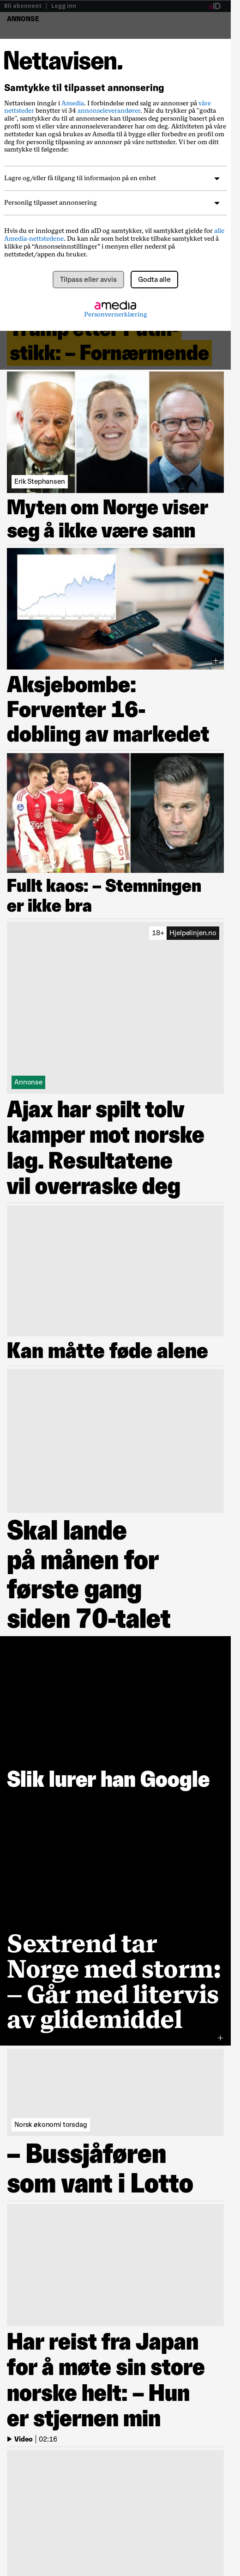 Bli abonnent | Logg inn
ANNONSE
Nettavisen.
Samtykke til tilpasset annonsering
Nettavisen inngår i Amedia. I forbindelse med salg av annonser på våre
nettsteder benytter vi 34 annonseleverandører. Når du trykker på "godta
alle", samtykker du til at annonsene kan tilpasses deg personlig basert på en
profil som vi eller våre annonseleverandører har om deg. Aktiviteten på våre
nettsteder kan også brukes av Amedia til å bygge eller forbedre en profil om
deg for personlig tilpasning av annonser på våre nettsteder. Vi ber om ditt
samtykke til følgende:
Lagre og/eller få tilgang til informasjon på en enhet
Personlig tilpasset annonsering
Hvis du er innlogget med din aID og samtykker, vil samtykket gjelde for alle
Amedia-nettstedene. Du kan når som helst trekke tilbake samtykket ved å
klikke på “Annonseinnstillinger” i menyen eller nederst på
nettstedet/appen du bruker.
Tilpass eller avvis
Godta alle
amedia
Personvernerklæring
stikk: – Fornærmende
Erik Stephansen
Myten om Norge viser
seg å ikke være sann
Aksjebombe:
Forventer 16-
dobling av markedet
Fullt kaos: – Stemningen
er ikke bra
18+ Hjelpelinjen.no
Annonse
Ajax har spilt tolv
kamper mot norske
lag. Resultatene
vil overraske deg
Kan måtte føde alene
Skal lande
på månen for
første gang
siden 70-talet
Slik lurer han Google
Sextrend tar
Norge med storm:
– Går med litervis
av glidemiddel
Norsk økonomi torsdag
– Bussjåføren
som vant i Lotto
Har reist fra Japan
for å møte sin store
norske helt: – Hun
er stjernen min
Video | 02:16